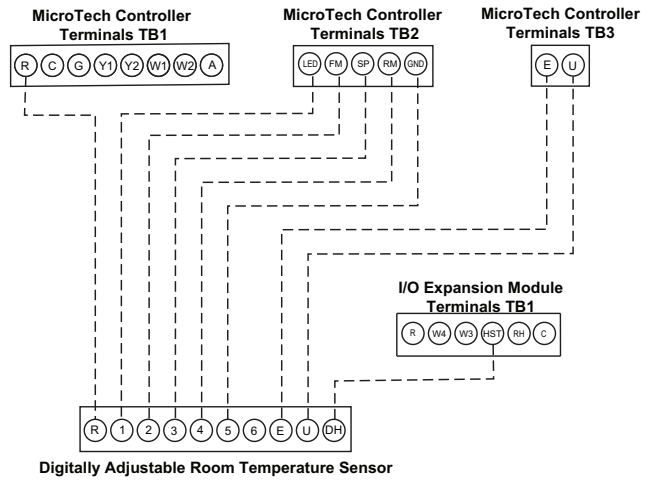 MicroTech Controller
Terminals TB1
R C G Y1 Y2 W1 W2 A
MicroTech Controller
Terminals TB2
LED FM SP RM GND
MicroTech Controller
Terminals TB3
E U
I/O Expansion Module
Terminals TB1
R W4 W3 HST RH C
R 1 2 3 4 5 6 E U DH
Digitally Adjustable Room Temperature Sensor